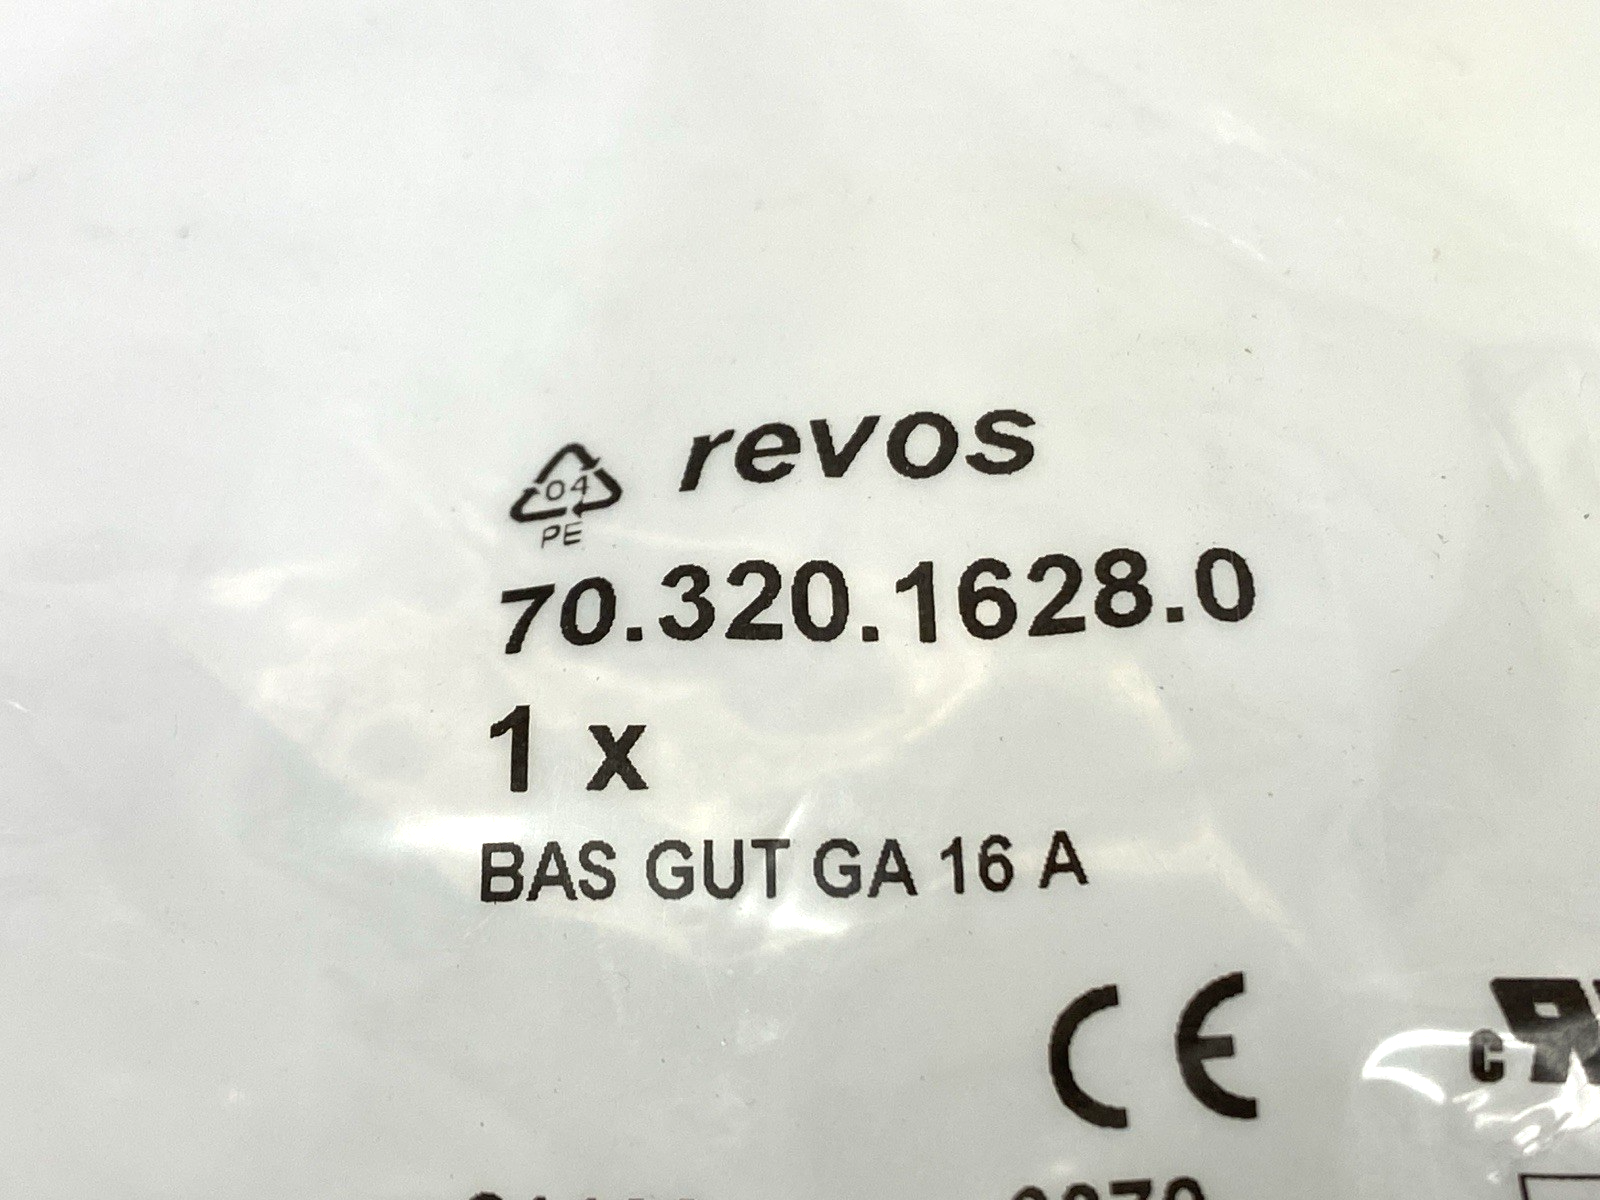 revos
04
PE
70.320.1628.0
1 x
BAS GUT GA 16 A
CE
c